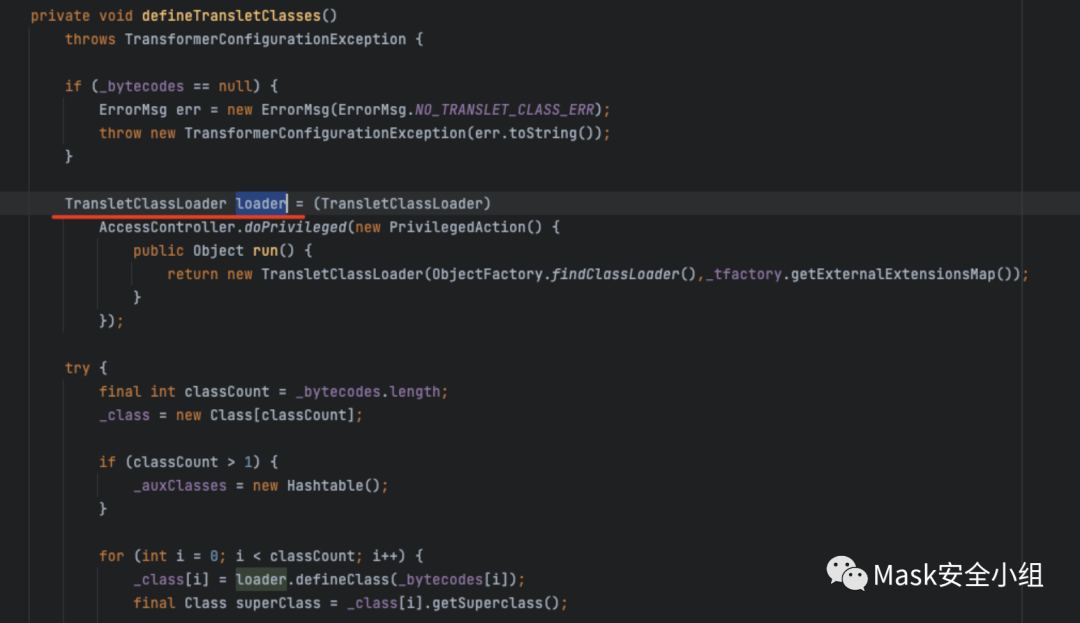 private void defineTransletClasses()
throws TransformerConfigurationException {
if (_bytecodes == null) {
ErrorMsg err = new ErrorMsg(ErrorMsg.NO_TRANSLET_CLASS_ERR);
throw new TransformerConfigurationException(err.toString());
}
TransletClassLoader loader = (TransletClassLoader)
AccessController.doPrivileged(new PrivilegedAction() {
public Object run() {
return new TransletClassLoader(ObjectFactory.findClassLoader(),_tfactory.getExternalExtensionsMap());
}
});
try {
final int classCount = _bytecodes.length;
_class = new Class[classCount];
if (classCount > 1) {
_auxClasses = new Hashtable();
}
for (int i = 0; i < classCount; i++) {
_class[i] = loader.defineClass(_bytecodes[i]);
final Class superClass = _class[i].getSuperclass();
Mask安全小组